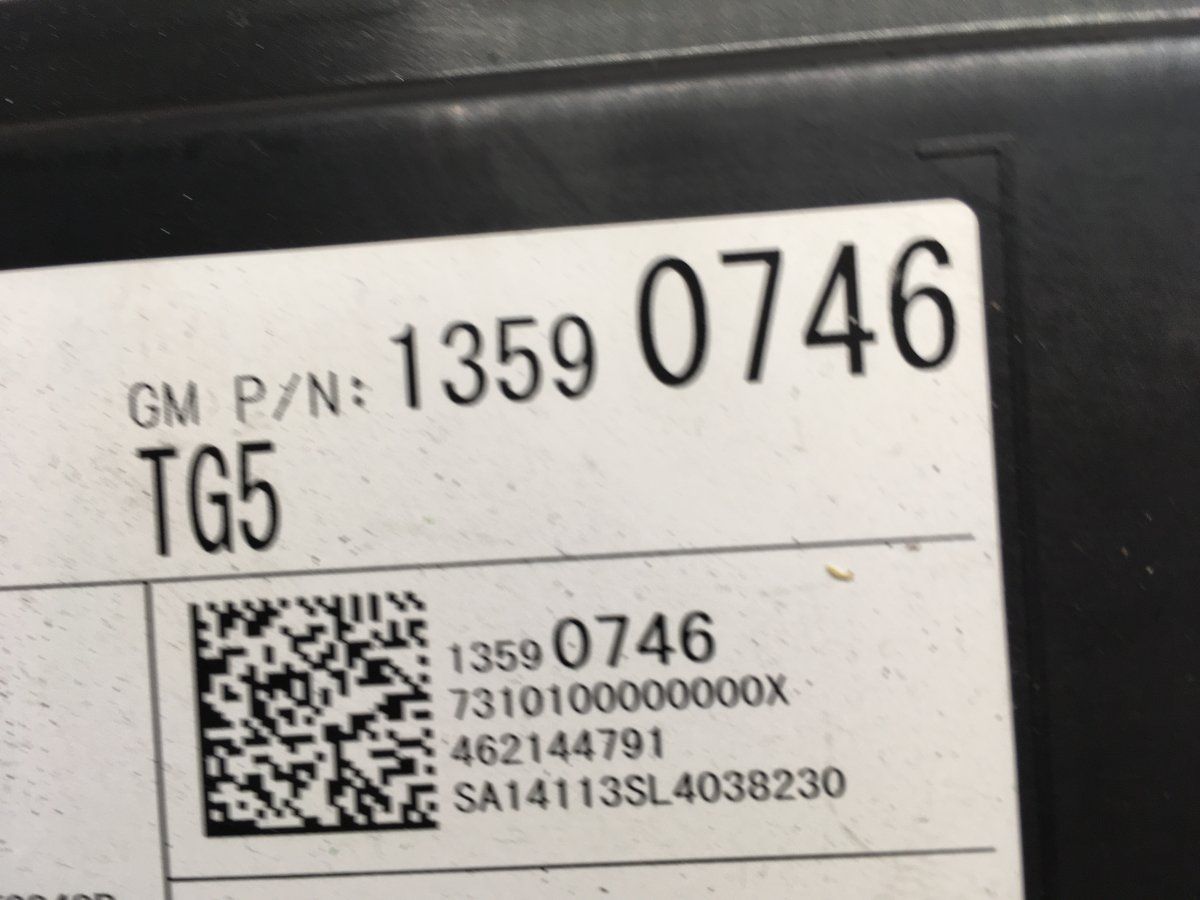 GM P/N: 1359 0746
TG5
1359 0746
7310100000000X
462144791
SA14113SL4038230